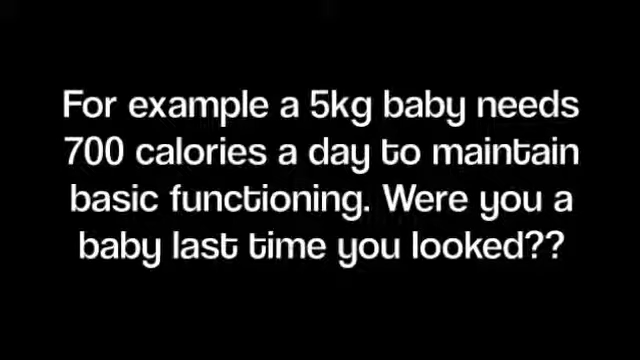 For example a 5kg baby needs
700 calories a day to maintain
basic functioning. Were you a
baby last time you looked??